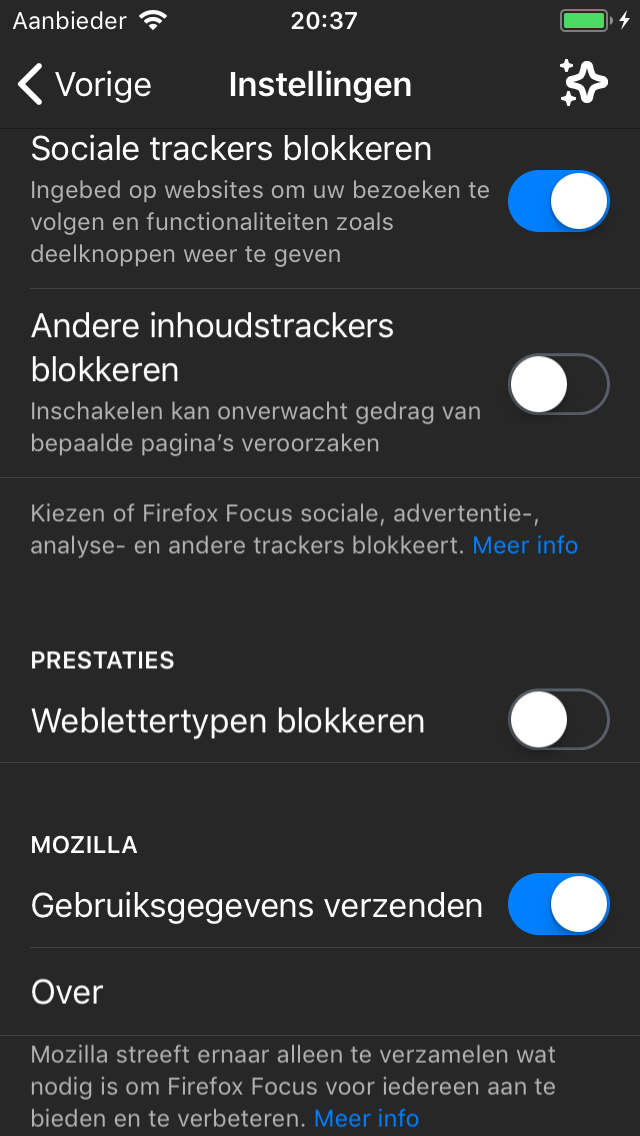 Aanbieder 20:37
Vorige Instellingen
Sociale trackers blokkeren
Ingebed op websites om uw bezoeken te
volgen en functionaliteiten zoals
deelknoppen weer te geven
Andere inhoudstrackers
blokkeren
Inschakelen kan onverwacht gedrag van
bepaalde pagina’s veroorzaken
Kiezen of Firefox Focus sociale, advertentie-,
analyse- en andere trackers blokkeert. Meer info
PRESTATIES
Weblettertypen blokkeren
MOZILLA
Gebruiksgegevens verzenden
Over
Mozilla streeft ernaar alleen te verzamelen wat
nodig is om Firefox Focus voor iedereen aan te
bieden en te verbeteren. Meer info